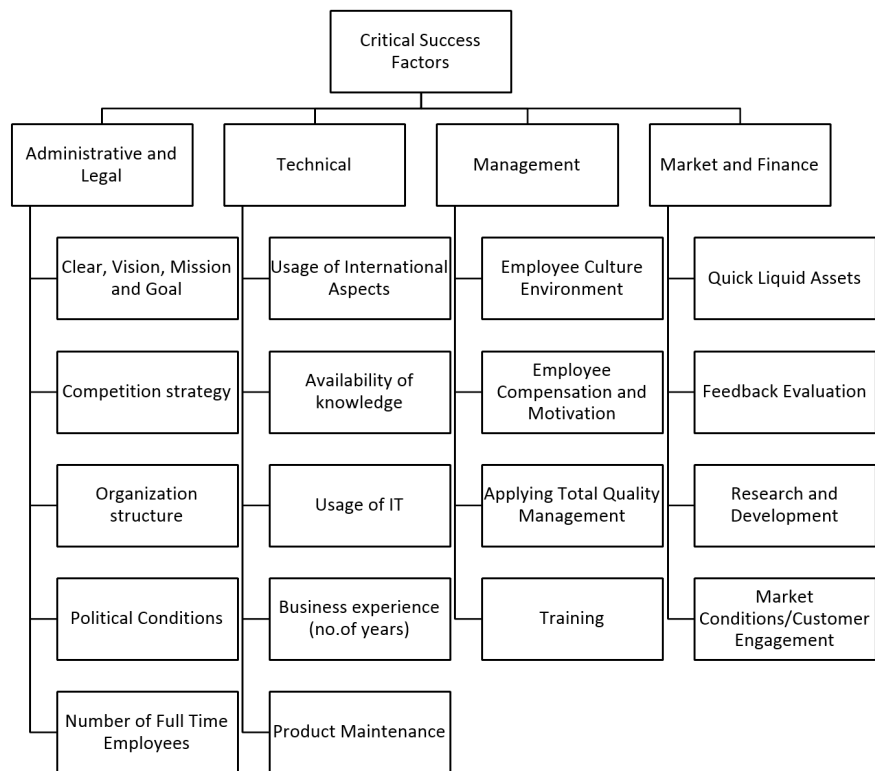 Critical Success
Factors
Administrative and
Legal
Technical
Management
Market and Finance
Clear, Vision, Mission
and Goal
Competition strategy
Organization
structure
Political Conditions
Number of Full Time
Employees
Usage of International
Aspects
Availability of
knowledge
Usage of IT
Business experience
(no.of years)
Product Maintenance
Employee Culture
Environment
Employee
Compensation and
Motivation
Applying Total Quality
Management
Training
Quick Liquid Assets
Feedback Evaluation
Research and
Development
Market
Conditions/Customer
Engagement